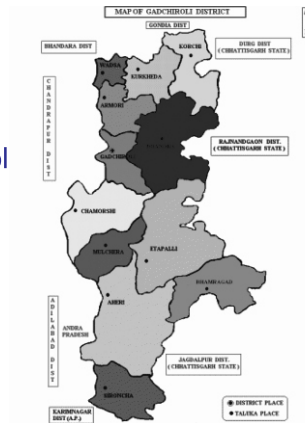 MAP OF GADCHIROLI DISTRICT
GONDIA DIST
BHANDARA DIST
KORCHI
DURG DIST
(CHHATTISGARH STATE)
WADSA
KURKHEDA
CHANDRAPUR DIST
ARMORI
ol
GADCHIROLI
RAJNANDGAON DIST.
(CHHATTISGARH STATE)
CHAMORSHI
MULCHERA
ETAPALLI
BHAMRAGAD
AHERI
ADILABAD DIST
ANDRA
PRADESH
JAGDALPUR DIST.
(CHHATTISGARH STATE)
SIRONCHA
KARIMNAGAR
DIST (A.P.)
DISTRICT PLACE
TALUKA PLACE